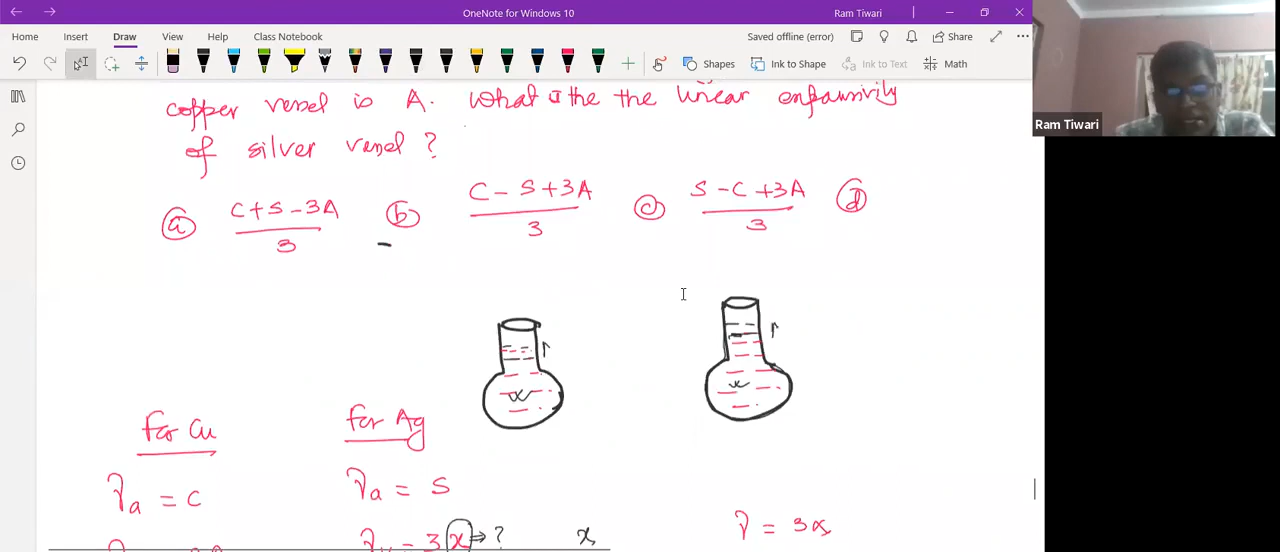 OneNote for Windows 10
Ram Tiwari
Home Insert Draw View Help Class Notebook
Saved offline (error) Share
Shapes Ink to Shape Ink to Text Math
Ram Tiwari
copper vessel is A. What is the the linear expansivity
of silver vessel ?
(a) C+S-3A/3 (b) C-S+3A/3 (c) S-C+3A/3 (d)
W W
for Cu for Ag
γa = C γa = S
γ = 3α
= 3x ⇒ ? x